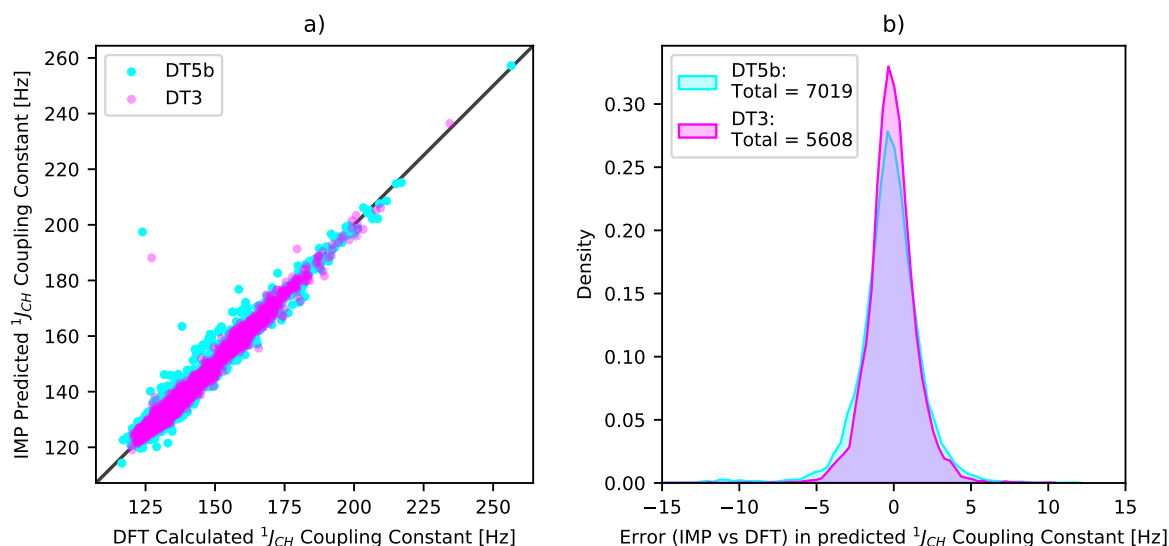 a)
IMP Predicted ¹J_CH Coupling Constant [Hz]
260
240
220
200
180
160
140
120
DT5b
DT3
125
150
175
200
225
250
DFT Calculated ¹J_CH Coupling Constant [Hz]
b)
Density
0.30
0.25
0.20
0.15
0.10
0.05
0.00
DT5b:
Total = 7019
DT3:
Total = 5608
−15
−10
−5
0
5
10
15
Error (IMP vs DFT) in predicted ¹J_CH Coupling Constant [Hz]